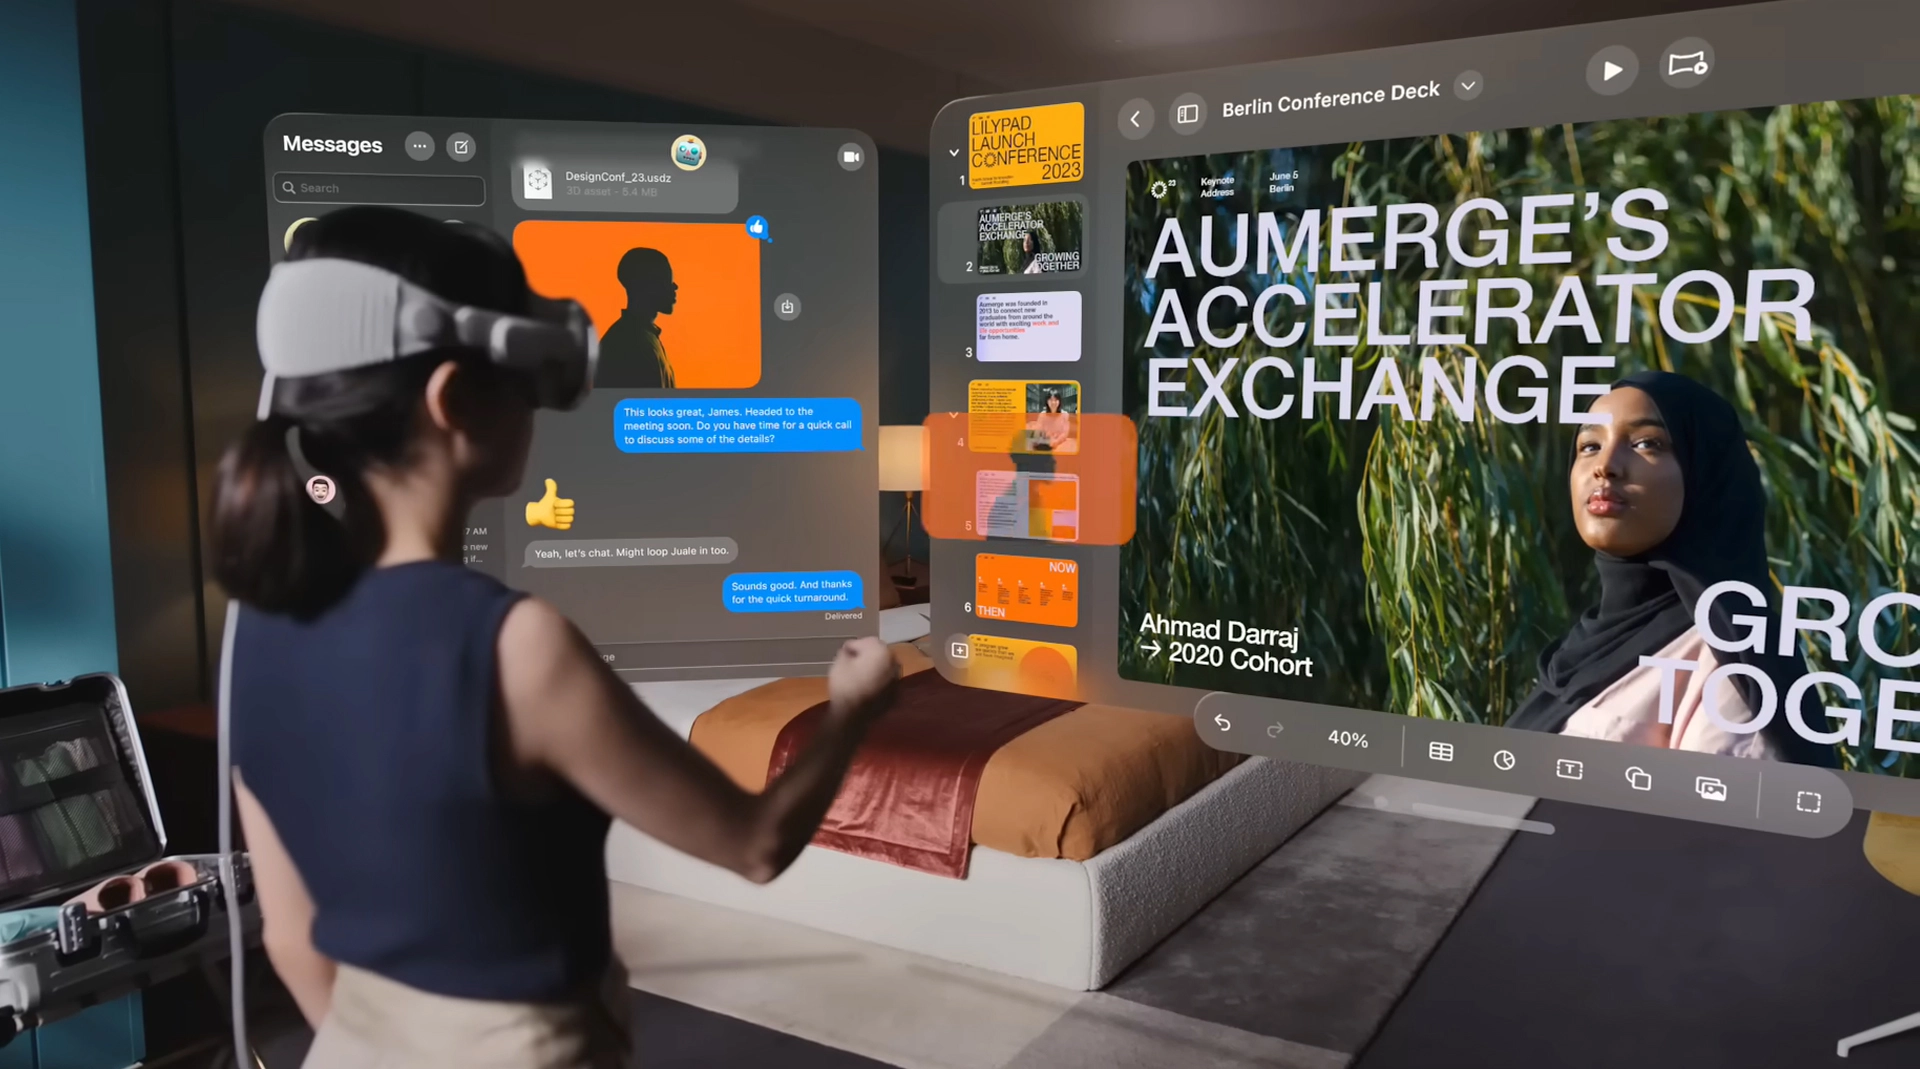 Messages
Search
DesignConf_23.usdz
3D asset - 5.4 MB
This looks great, James. Headed to the
meeting soon. Do you have time for a quick call
to discuss some of the details?
7 AM
new
if...
Yeah, let's chat. Might loop Juale in too.
Sounds good. And thanks
for the quick turnaround.
Delivered
Berlin Conference Deck
1
LILYPAD
LAUNCH
CONFERENCE
2023
2
AUMERGE'S
ACCELERATOR
EXCHANGE
GROWING
TOGETHER
3
Aumerge was founded in
2013 to connect new
graduates from around the
world with exciting work and
life opportunities
far from home.
4
5
6
NOW
THEN
23
Keynote
Address
June 5
Berlin
AUMERGE'S
ACCELERATOR
EXCHANGE
GRO
TOGE
Ahmad Darraj
→ 2020 Cohort
40%